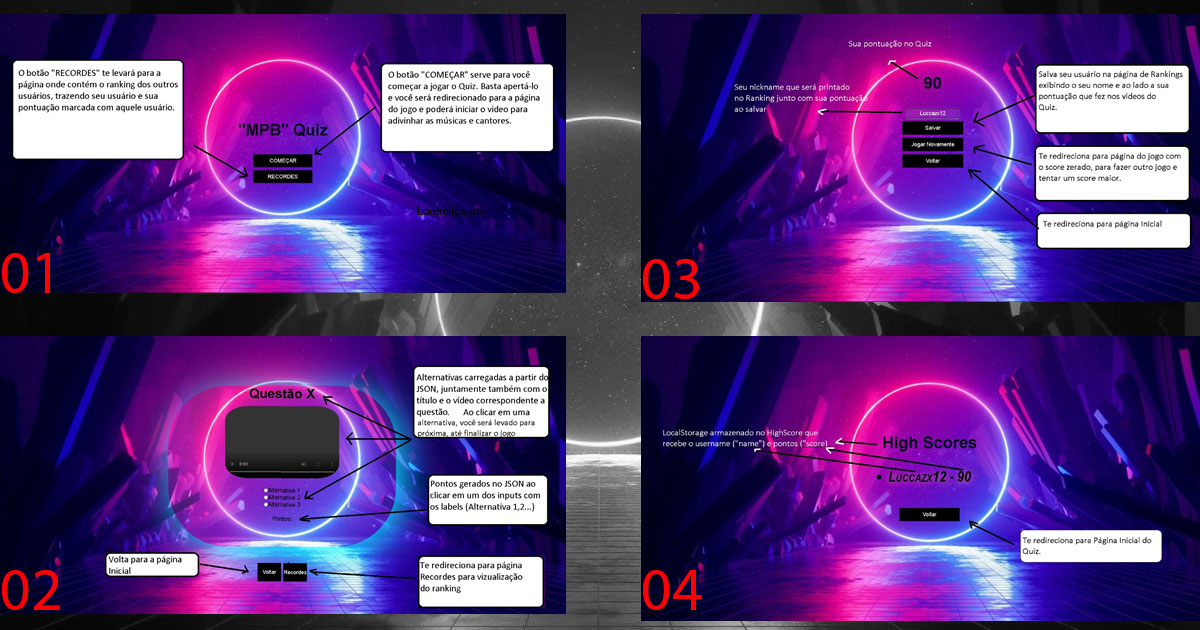 O botão "RECORDES" te levará para a
página onde contém o ranking dos outros
usuários, trazendo seu usuário e sua
pontuação marcada com aquele usuário.
O botão "COMEÇAR" serve para você
começar a jogar o Quiz. Basta apertá-lo
e você será redirecionado para a página
do jogo e poderá iniciar o video para
adivinhar as músicas e cantores.
"MPB" Quiz
COMEÇAR
RECORDES
Lorem Ipsum
01
Sua pontuação no Quiz
90
Seu nickname que será printado
no Ranking junto com sua pontuação
ao salvar
Luccazx12
Salvar
Jogar Novamente
Voltar
Salva seu usuário na página de Rankings
exibindo o seu nome e ao lado a sua
pontuação que fez nos vídeos do
Quiz.
Te redireciona para página do jogo com
o score zerado, para fazer outro jogo e
tentar um score maior.
Te redireciona para página Inicial
03
Questão X
0:00
Alternativa 1
Alternativa 2
Alternativa 3
Pontos:
Alternativas carregadas a partir do
JSON, juntamente também com o
título e o vídeo correspondente a
questão. Ao clicar em uma
alternativa, você será levado para
próxima, até finalizar o jogo
Pontos gerados no JSON ao
clicar em um dos inputs com
os labels (Alternativa 1,2...)
Volta para a página
Inicial
Voltar
Recordes
Te redireciona para página
Recordes para vizualização
do ranking
02
LocalStorage armazenado no HighScore que
recebe o username ("name") e pontos ("score)
High Scores
• Luccazx12 - 90
Voltar
Te redireciona para Página Inicial do
Quiz.
04